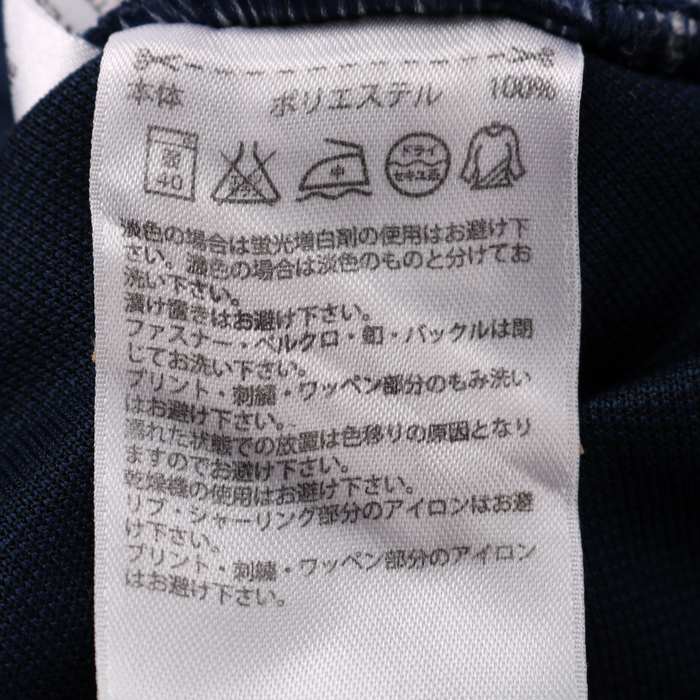 本体 ポリエステル 100%
40
中
ドライ
セキユ系
淡色の場合は蛍光増白剤の使用はお避け下
さい。濃色の場合は淡色のものと分けてお
洗い下さい。
漬け置きはお避け下さい。
ファスナー・ベルクロ・釦・バックルは閉
じてお洗い下さい。
プリント・刺繍・ワッペン部分のもみ洗い
はお避け下さい。
濡れた状態での放置は色移りの原因となり
ますのでお避け下さい。
乾燥機の使用はお避け下さい。
リブ・シャーリング部分のアイロンはお避
け下さい。
プリント・刺繍・ワッペン部分のアイロン
はお避け下さい。